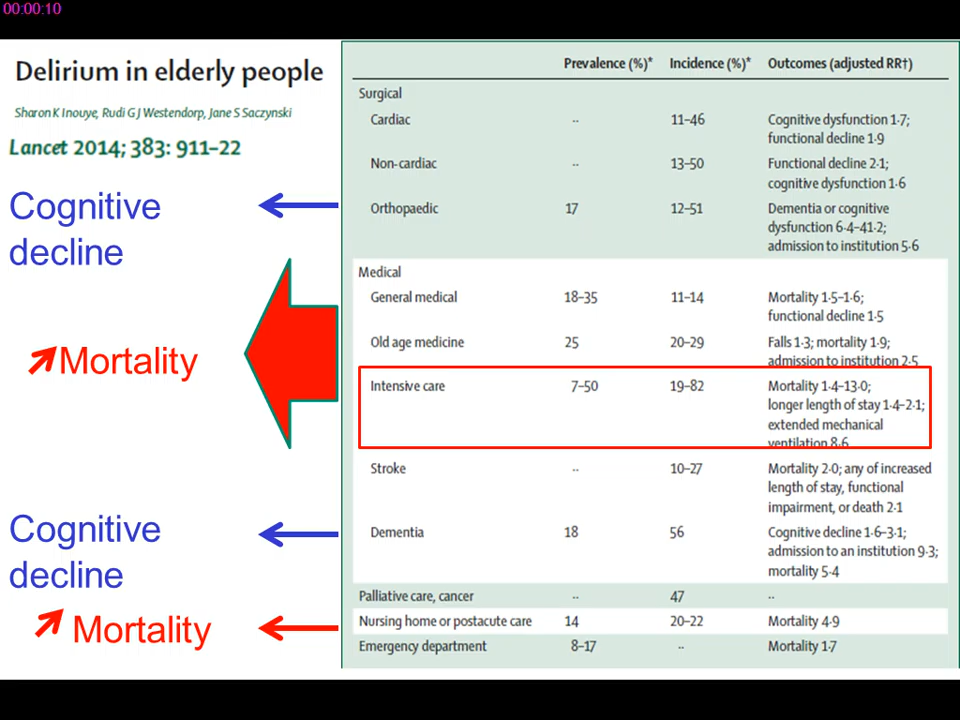 00:00:10
Delirium in elderly people
Sharon K Inouye, Rudi G J Westendorp, Jane S Saczynski
Lancet 2014; 383: 911–22
Cognitive
decline
Mortality
Cognitive
decline
Mortality
Prevalence (%)* Incidence (%)* Outcomes (adjusted RR†)
Surgical
Cardiac ·· 11–46 Cognitive dysfunction 1·7;
functional decline 1·9
Non-cardiac ·· 13–50 Functional decline 2·1;
cognitive dysfunction 1·6
Orthopaedic 17 12–51 Dementia or cognitive
dysfunction 6·4–41·2;
admission to institution 5·6
Medical
General medical 18–35 11–14 Mortality 1·5–1·6;
functional decline 1·5
Old age medicine 25 20–29 Falls 1·3; mortality 1·9;
admission to institution 2·5
Intensive care 7–50 19–82 Mortality 1·4–13·0;
longer length of stay 1·4–2·1;
extended mechanical
ventilation 8·6
Stroke ·· 10–27 Mortality 2·0; any of increased
length of stay, functional
impairment, or death 2·1
Dementia 18 56 Cognitive decline 1·6–3·1;
admission to an institution 9·3;
mortality 5·4
Palliative care, cancer ·· 47 ··
Nursing home or postacute care 14 20–22 Mortality 4·9
Emergency department 8–17 ·· Mortality 1·7